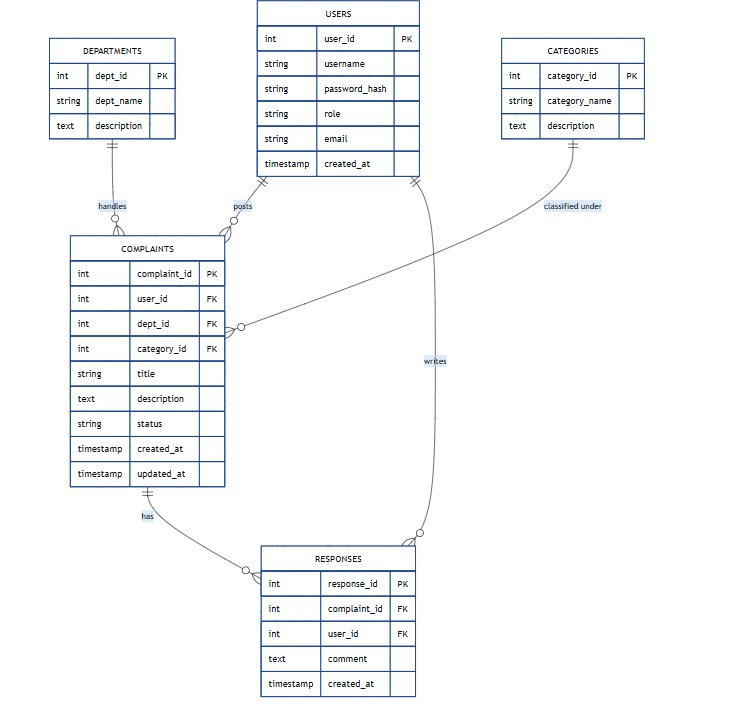 USERS
int user_id PK
string username
string password_hash
string role
string email
timestamp created_at
DEPARTMENTS
int dept_id PK
string dept_name
text description
CATEGORIES
int category_id PK
string category_name
text description
handles
posts
classified under
COMPLAINTS
int complaint_id PK
int user_id FK
int dept_id FK
int category_id FK
string title
text description
string status
timestamp created_at
timestamp updated_at
writes
has
RESPONSES
int response_id PK
int complaint_id FK
int user_id FK
text comment
timestamp created_at